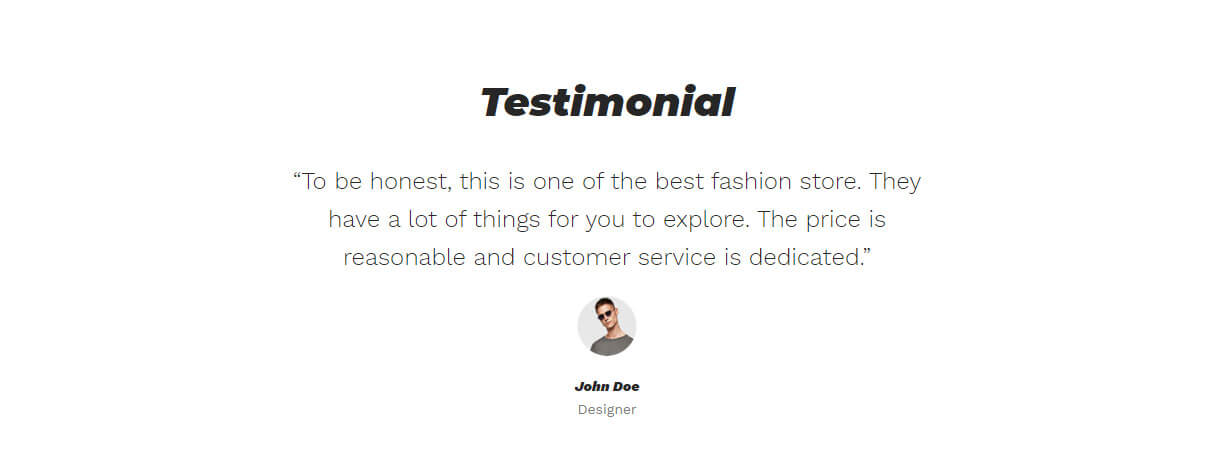 Testimonial
“To be honest, this is one of the best fashion store. They
have a lot of things for you to explore. The price is
reasonable and customer service is dedicated.”
John Doe
Designer